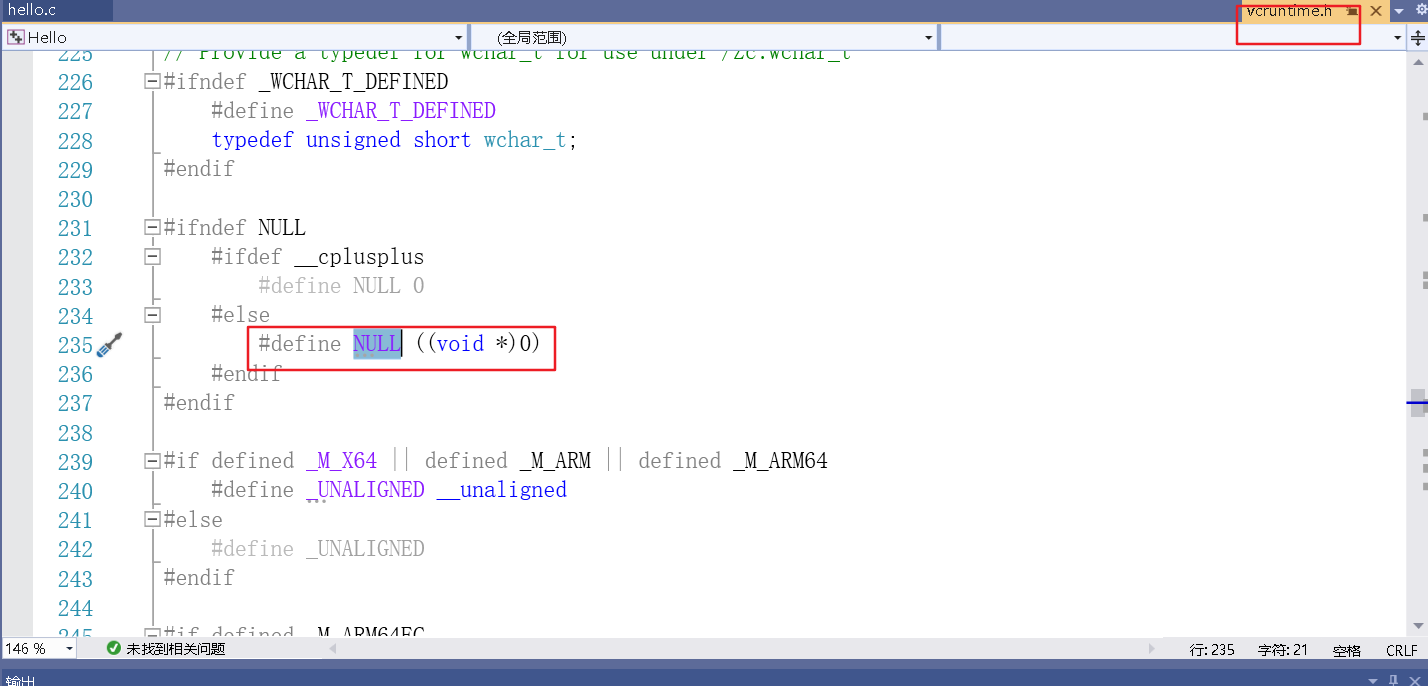 hello.c
vcruntime.h
Hello
(全局范围)
225 // Provide a typedef for wchar_t for use under /Zc:wchar_t
226 #ifndef _WCHAR_T_DEFINED
227 #define _WCHAR_T_DEFINED
228 typedef unsigned short wchar_t;
229 #endif
230
231 #ifndef NULL
232 #ifdef __cplusplus
233 #define NULL 0
234 #else
235 #define NULL ((void *)0)
236 #endif
237 #endif
238
239 #if defined _M_X64 || defined _M_ARM || defined _M_ARM64
240 #define _UNALIGNED __unaligned
241 #else
242 #define _UNALIGNED
243 #endif
244
245 #if defined _M_ARM64EC
146 % 未找到相关问题 行: 235 字符: 21 空格 CRLF
输出